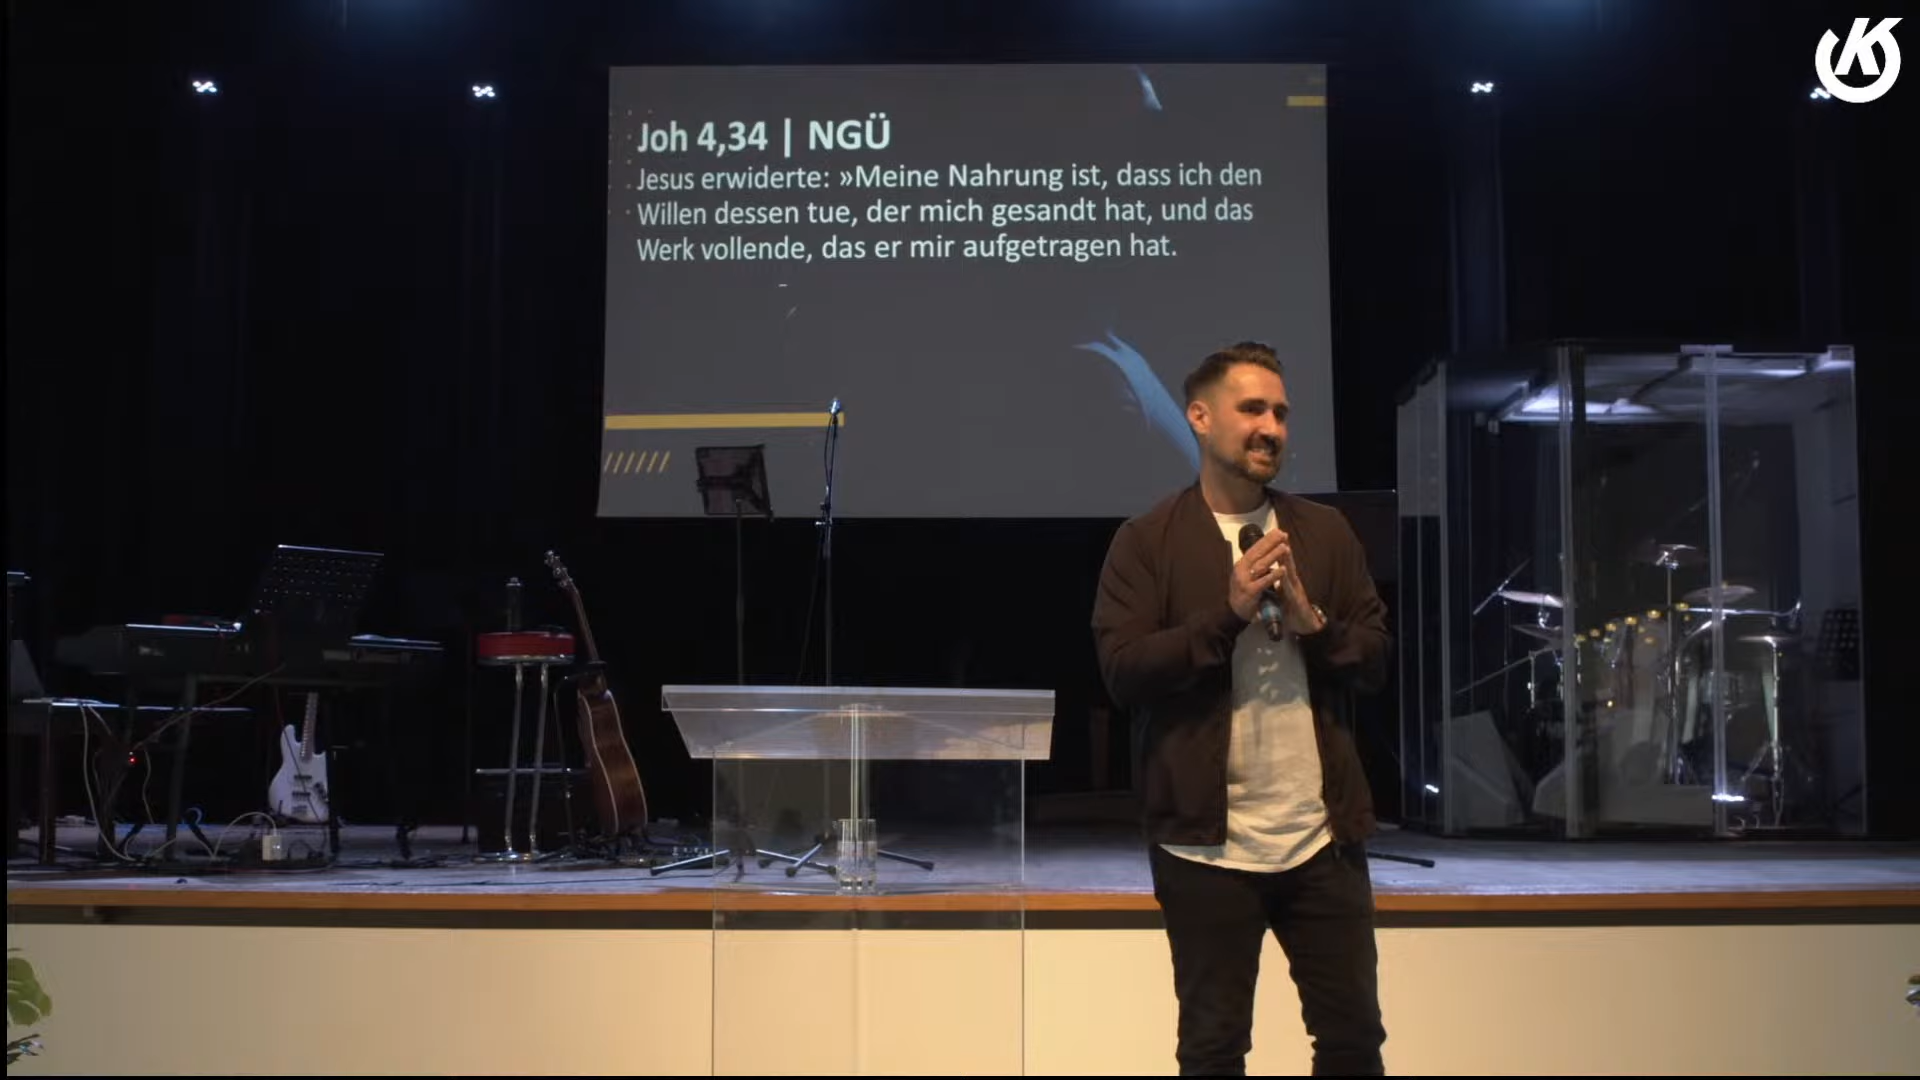 Joh 4,34 | NGÜ
Jesus erwiderte: »Meine Nahrung ist, dass ich den
Willen dessen tue, der mich gesandt hat, und das
Werk vollende, das er mir aufgetragen hat.